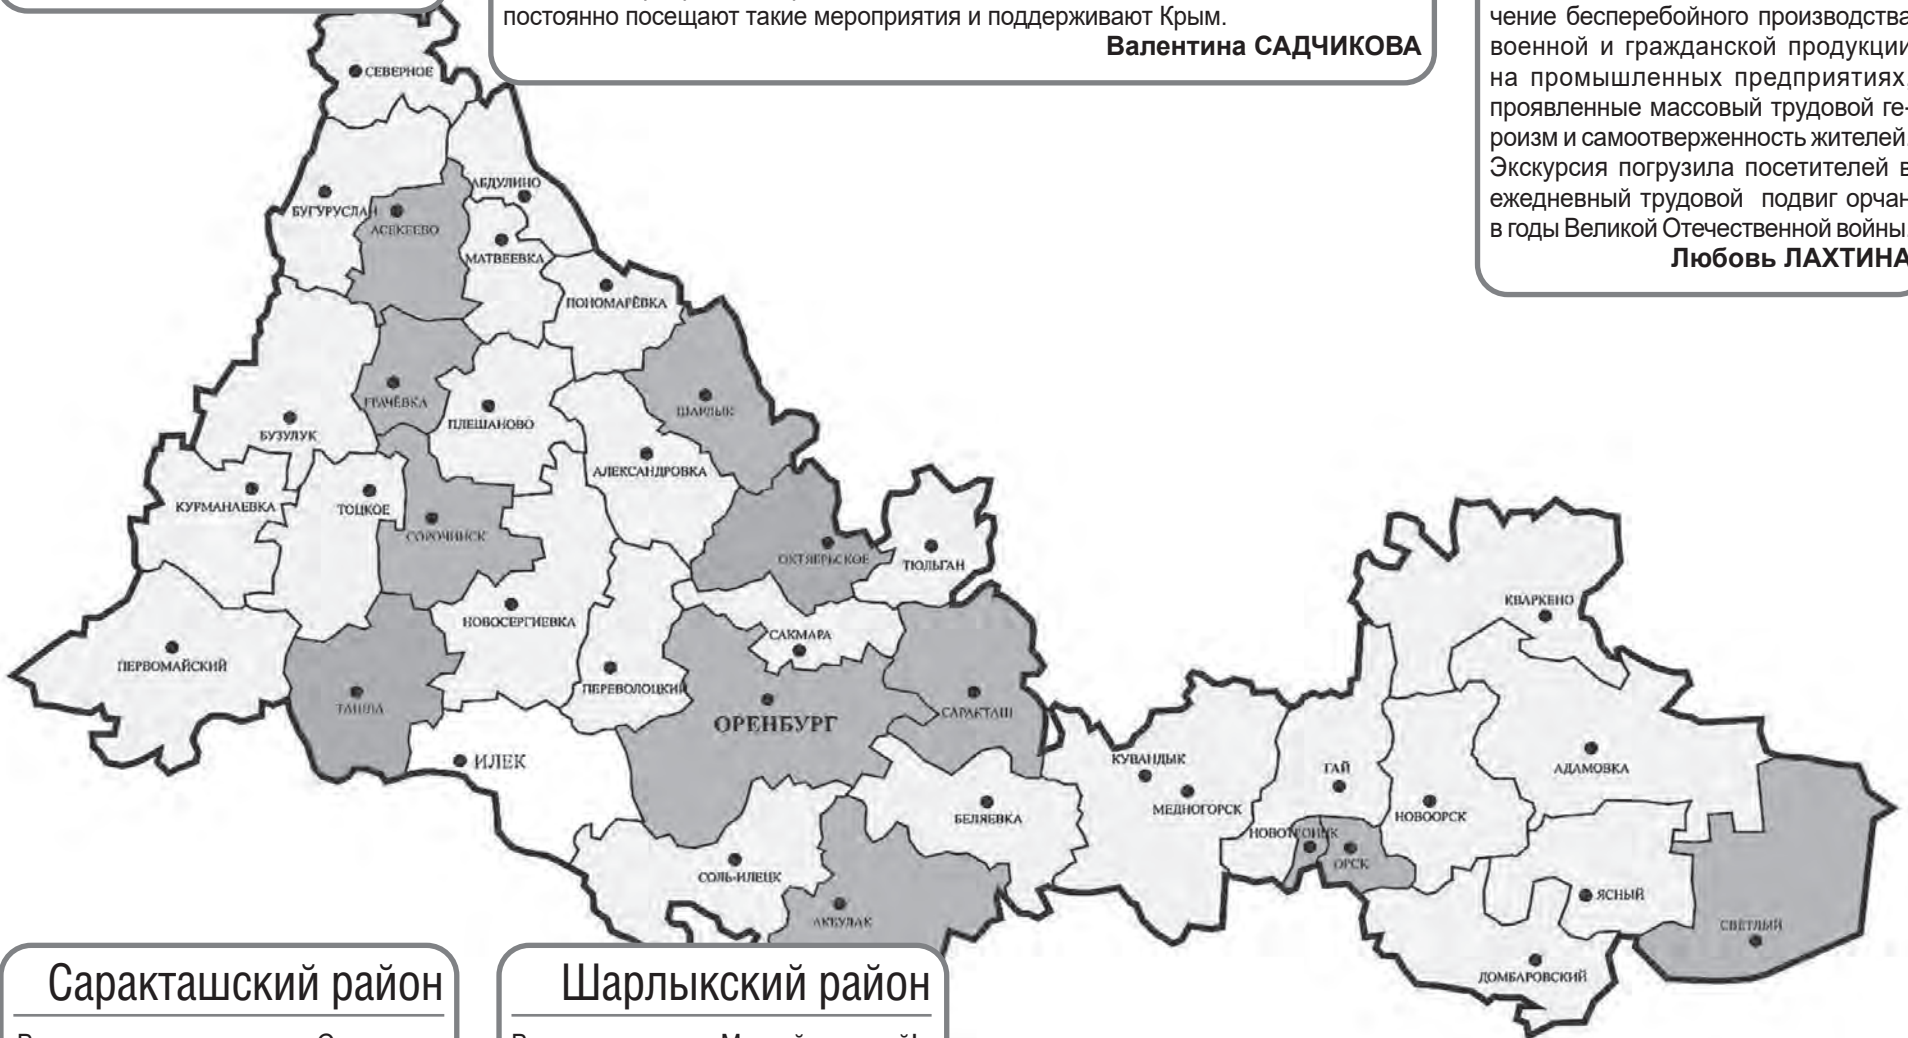 постоянно посещают такие мероприятия и поддерживают Крым.
Валентина САДЧИКОВА
чение бесперебойного производства
военной и гражданской продукции
на промышленных предприятиях,
проявленные массовый трудовой ге-
роизм и самоотверженность жителей.
Экскурсия погрузила посетителей в
ежедневный трудовой подвиг орчан
в годы Великой Отечественной войны.
Любовь ЛАХТИНА
СЕВЕРНОЕ
АБДУЛИНО
БУГУРУСЛАН
АСЕКЕЕВО
МАТВЕЕВКА
ПОНОМАРЁВКА
ГРАЧЁВКА
ШАРЛЫК
ПЛЕШАНОВО
БУЗУЛУК
АЛЕКСАНДРОВКА
КУРМАНАЕВКА
ТОЦКОЕ
СОРОЧИНСК
ОКТЯБРЬСКОЕ
ТЮЛЬГАН
КВАРКЕНО
НОВОСЕРГИЕВКА
САКМАРА
ПЕРВОМАЙСКИЙ
ПЕРЕВОЛОЦКИЙ
ТАШЛА
ОРЕНБУРГ
САРАКТАШ
ИЛЕК
КУВАНДЫК
ГАЙ
АДАМОВКА
МЕДНОГОРСК
НОВООРСК
БЕЛЯЕВКА
НОВОТРОИЦК
ОРСК
СОЛЬ-ИЛЕЦК
ЯСНЫЙ
АКБУЛАК
СВЕТЛЫЙ
ДОМБАРОВСКИЙ
Саракташский район
Шарлыкский район